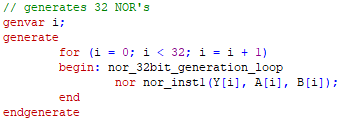 // generates 32 NOR's
genvar i;
generate
for (i = 0; i < 32; i = i + 1)
begin: nor_32bit_generation_loop
nor nor_inst1(Y[i], A[i], B[i]);
end
endgenerate